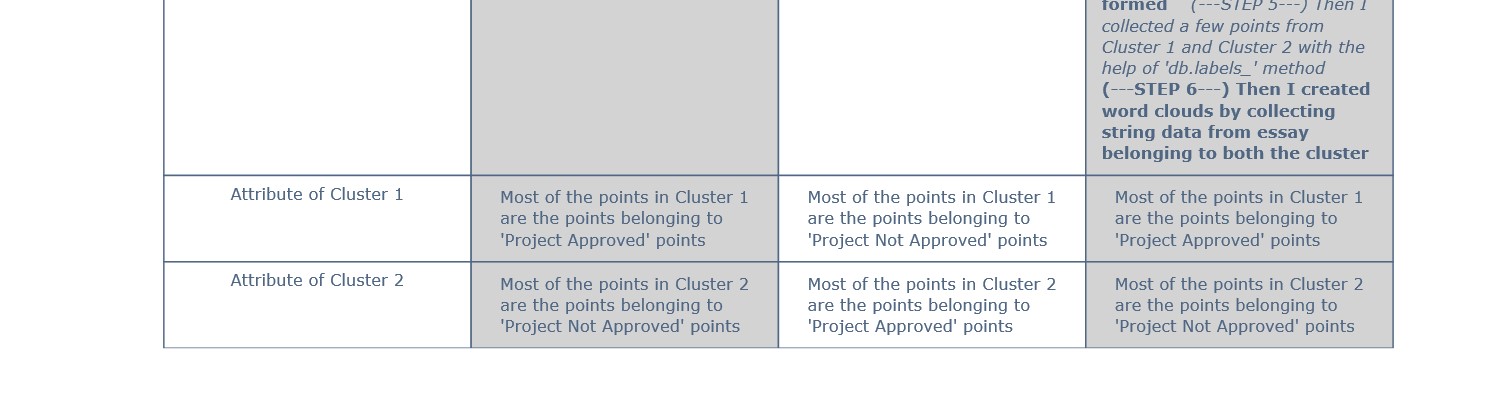 formed (---STEP 5---) Then I
collected a few points from
Cluster 1 and Cluster 2 with the
help of 'db.labels_' method
(---STEP 6---) Then I created
word clouds by collecting
string data from essay
belonging to both the cluster
Attribute of Cluster 1
Most of the points in Cluster 1
are the points belonging to
'Project Approved' points
Most of the points in Cluster 1
are the points belonging to
'Project Not Approved' points
Most of the points in Cluster 1
are the points belonging to
'Project Approved' points
Attribute of Cluster 2
Most of the points in Cluster 2
are the points belonging to
'Project Not Approved' points
Most of the points in Cluster 2
are the points belonging to
'Project Approved' points
Most of the points in Cluster 2
are the points belonging to
'Project Not Approved' points